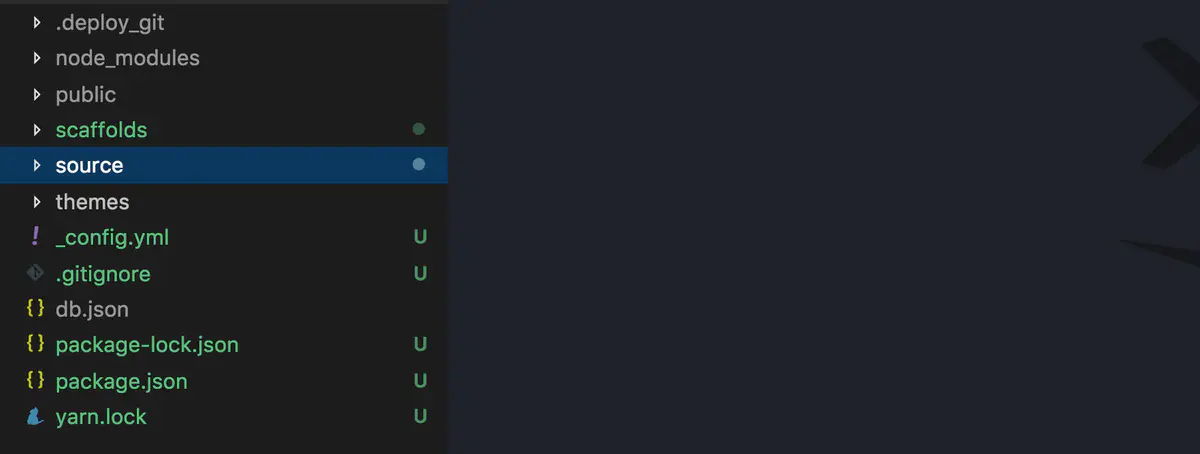 .deploy_git
node_modules
public
scaffolds
source
themes
_config.yml U
.gitignore U
db.json
package-lock.json U
package.json U
yarn.lock U